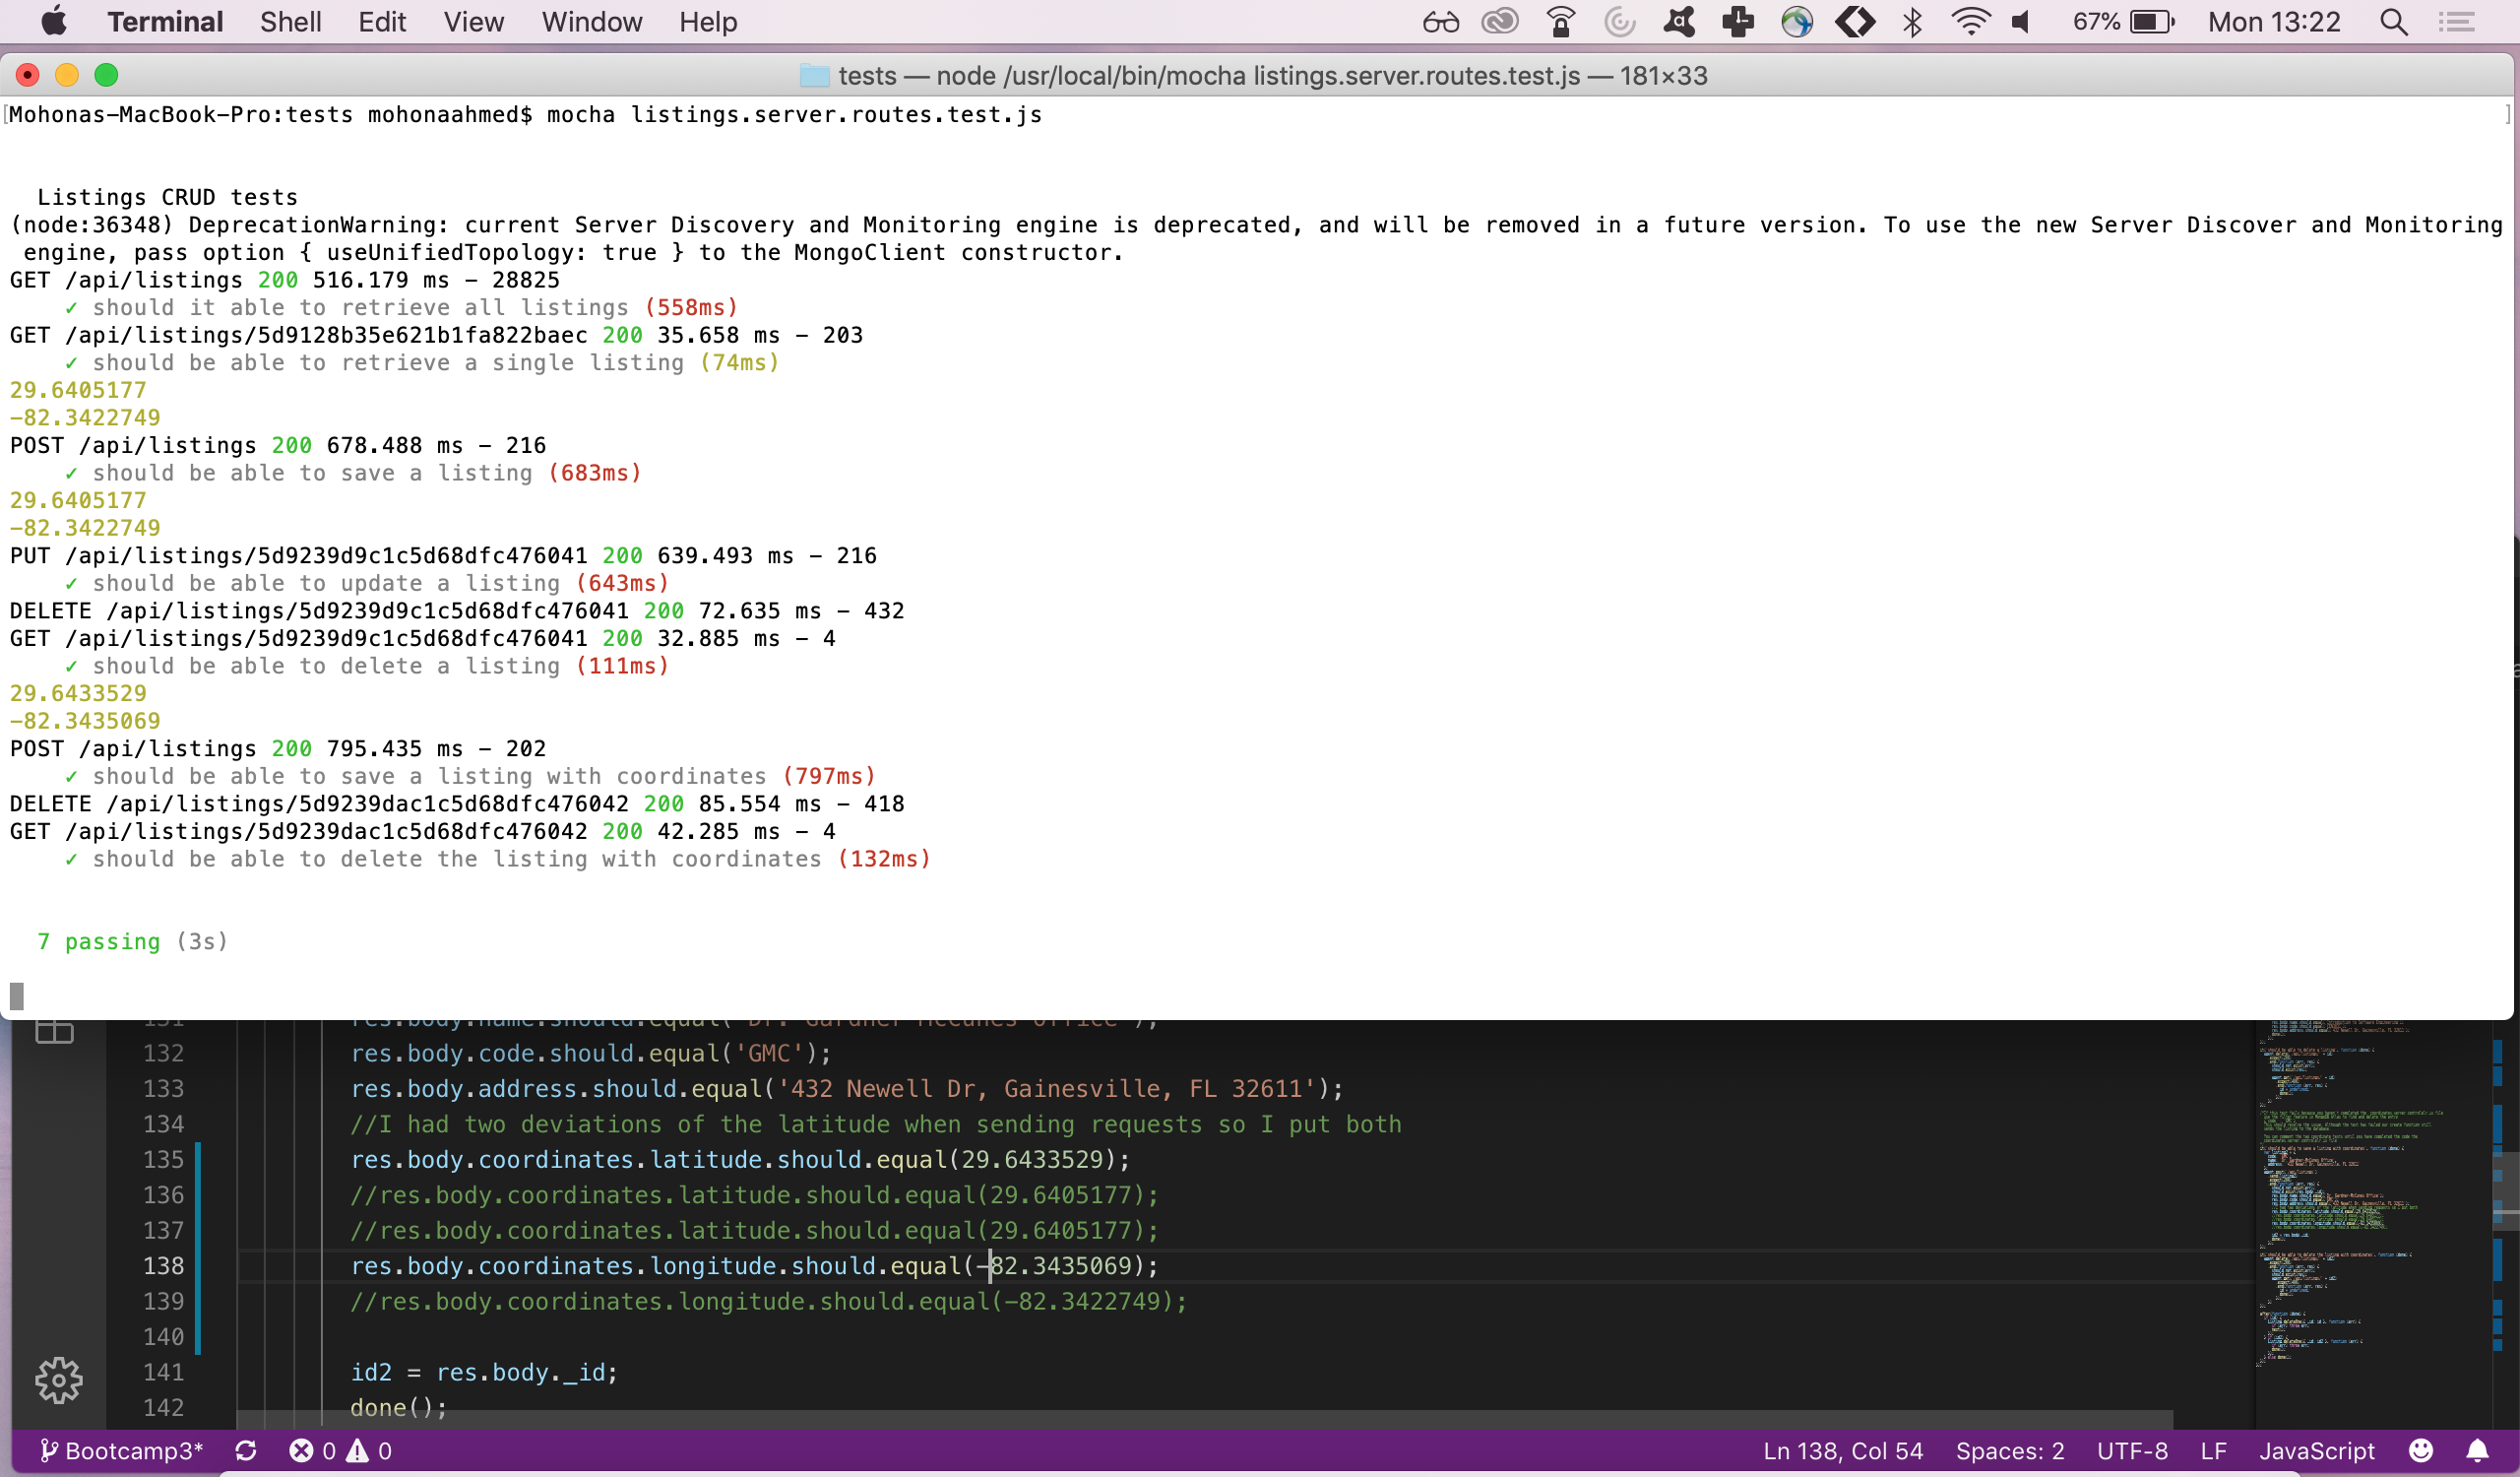 Terminal Shell Edit View Window Help 67% Mon 13:22
tests — node /usr/local/bin/mocha listings.server.routes.test.js — 181×33
[Mohonas-MacBook-Pro:tests mohonaahmed$ mocha listings.server.routes.test.js ]
Listings CRUD tests
(node:36348) DeprecationWarning: current Server Discovery and Monitoring engine is deprecated, and will be removed in a future version. To use the new Server Discover and Monitoring
engine, pass option { useUnifiedTopology: true } to the MongoClient constructor.
GET /api/listings 200 516.179 ms - 28825
✓ should it able to retrieve all listings (558ms)
GET /api/listings/5d9128b35e621b1fa822baec 200 35.658 ms - 203
✓ should be able to retrieve a single listing (74ms)
29.6405177
-82.3422749
POST /api/listings 200 678.488 ms - 216
✓ should be able to save a listing (683ms)
29.6405177
-82.3422749
PUT /api/listings/5d9239d9c1c5d68dfc476041 200 639.493 ms - 216
✓ should be able to update a listing (643ms)
DELETE /api/listings/5d9239d9c1c5d68dfc476041 200 72.635 ms - 432
GET /api/listings/5d9239d9c1c5d68dfc476041 200 32.885 ms - 4
✓ should be able to delete a listing (111ms)
29.6433529
-82.3435069
POST /api/listings 200 795.435 ms - 202
✓ should be able to save a listing with coordinates (797ms)
DELETE /api/listings/5d9239dac1c5d68dfc476042 200 85.554 ms - 418
GET /api/listings/5d9239dac1c5d68dfc476042 200 42.285 ms - 4
✓ should be able to delete the listing with coordinates (132ms)
7 passing (3s)
131 res.body.name.should.equal('Dr. Gardner McCunes Office');
132 res.body.code.should.equal('GMC');
133 res.body.address.should.equal('432 Newell Dr, Gainesville, FL 32611');
134 //I had two deviations of the latitude when sending requests so I put both
135 res.body.coordinates.latitude.should.equal(29.6433529);
136 //res.body.coordinates.latitude.should.equal(29.6405177);
137 //res.body.coordinates.latitude.should.equal(29.6405177);
138 res.body.coordinates.longitude.should.equal(-82.3435069);
139 //res.body.coordinates.longitude.should.equal(-82.3422749);
140
141 id2 = res.body._id;
142 done();
Bootcamp3* 0 0 Ln 138, Col 54 Spaces: 2 UTF-8 LF JavaScript